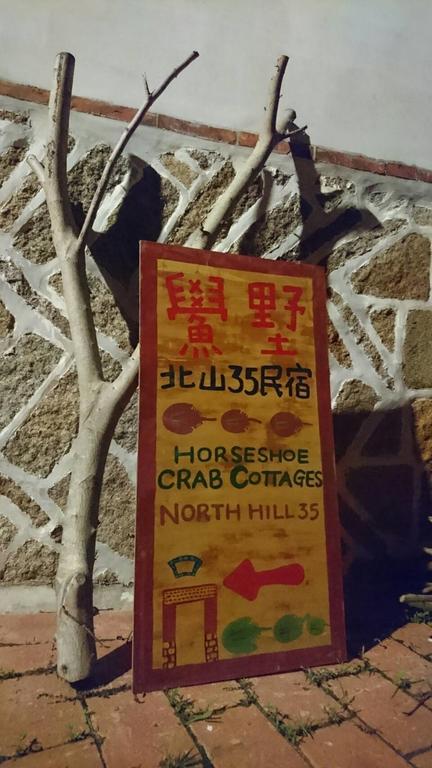 鱟墅
北山35民宿
HORSESHOE
CRAB COTTAGES
NORTH HILL 35